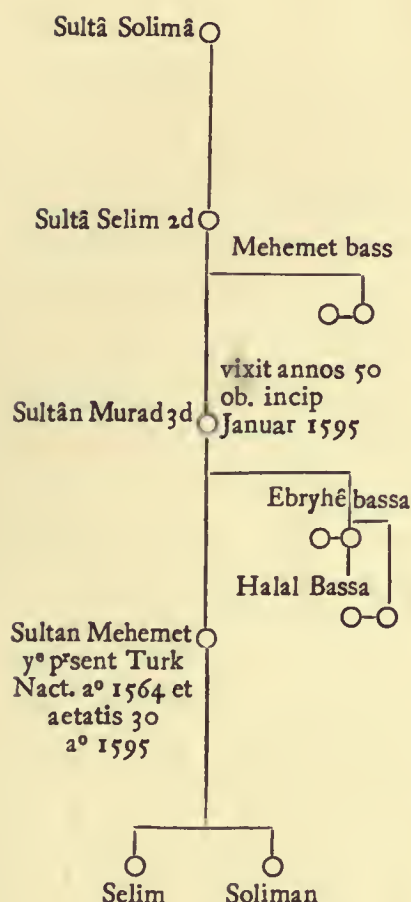 Sultâ Solimâ
Sultâ Selim 2d
Mehemet bass
vixit annos 50
ob. incip
Sultân Murad 3d
Januar 1595
Ebryhê bassa
Halal Bassa
Sultan Mehemet
yᵉ pʳsent Turk
Nact. aº 1564 et
aetatis 30
aº 1595
Selim
Soliman